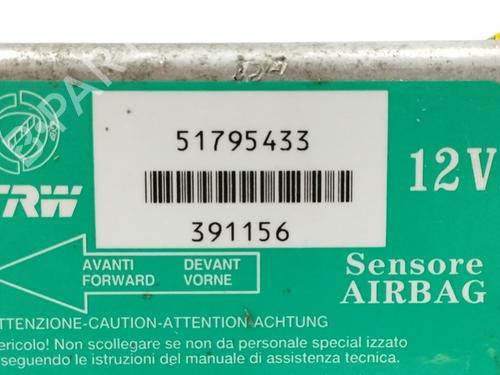 51795433
12V
391156
TRW
AVANTI DEVANT
FORWARD VORNE
Sensore
AIRBAG
ATTENZIONE-CAUTION-ATTENTION-ACHTUNG
ericolo! Non scollegare se non da personale special izzato
seguendo le istruzioni del manuale di assistenza tecnica.